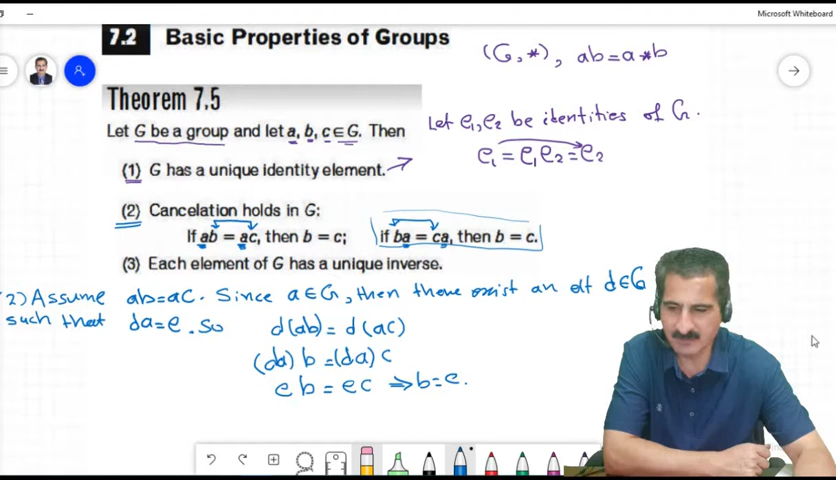 Microsoft Whiteboard
7.2 Basic Properties of Groups
(G,*), ab=a*b
Theorem 7.5
Let G be a group and let a, b, c ∈ G. Then
Let e₁,e₂ be identities of G.
e₁ = e₁e₂ = e₂
(1) G has a unique identity element.
(2) Cancelation holds in G:
If ab = ac, then b = c; if ba = ca, then b = c.
(3) Each element of G has a unique inverse.
2) Assume ab=ac. Since a∈G, then there exist an elt d∈G
such that da=e. so d(ab) = d(ac)
(da) b = (da) c
eb = ec ⇒ b=c.